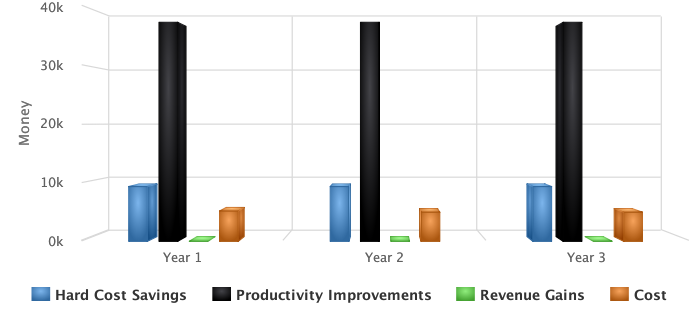 40k
30k
20k
10k
0k
Money
Year 1 Year 2 Year 3
Hard Cost Savings Productivity Improvements Revenue Gains Cost